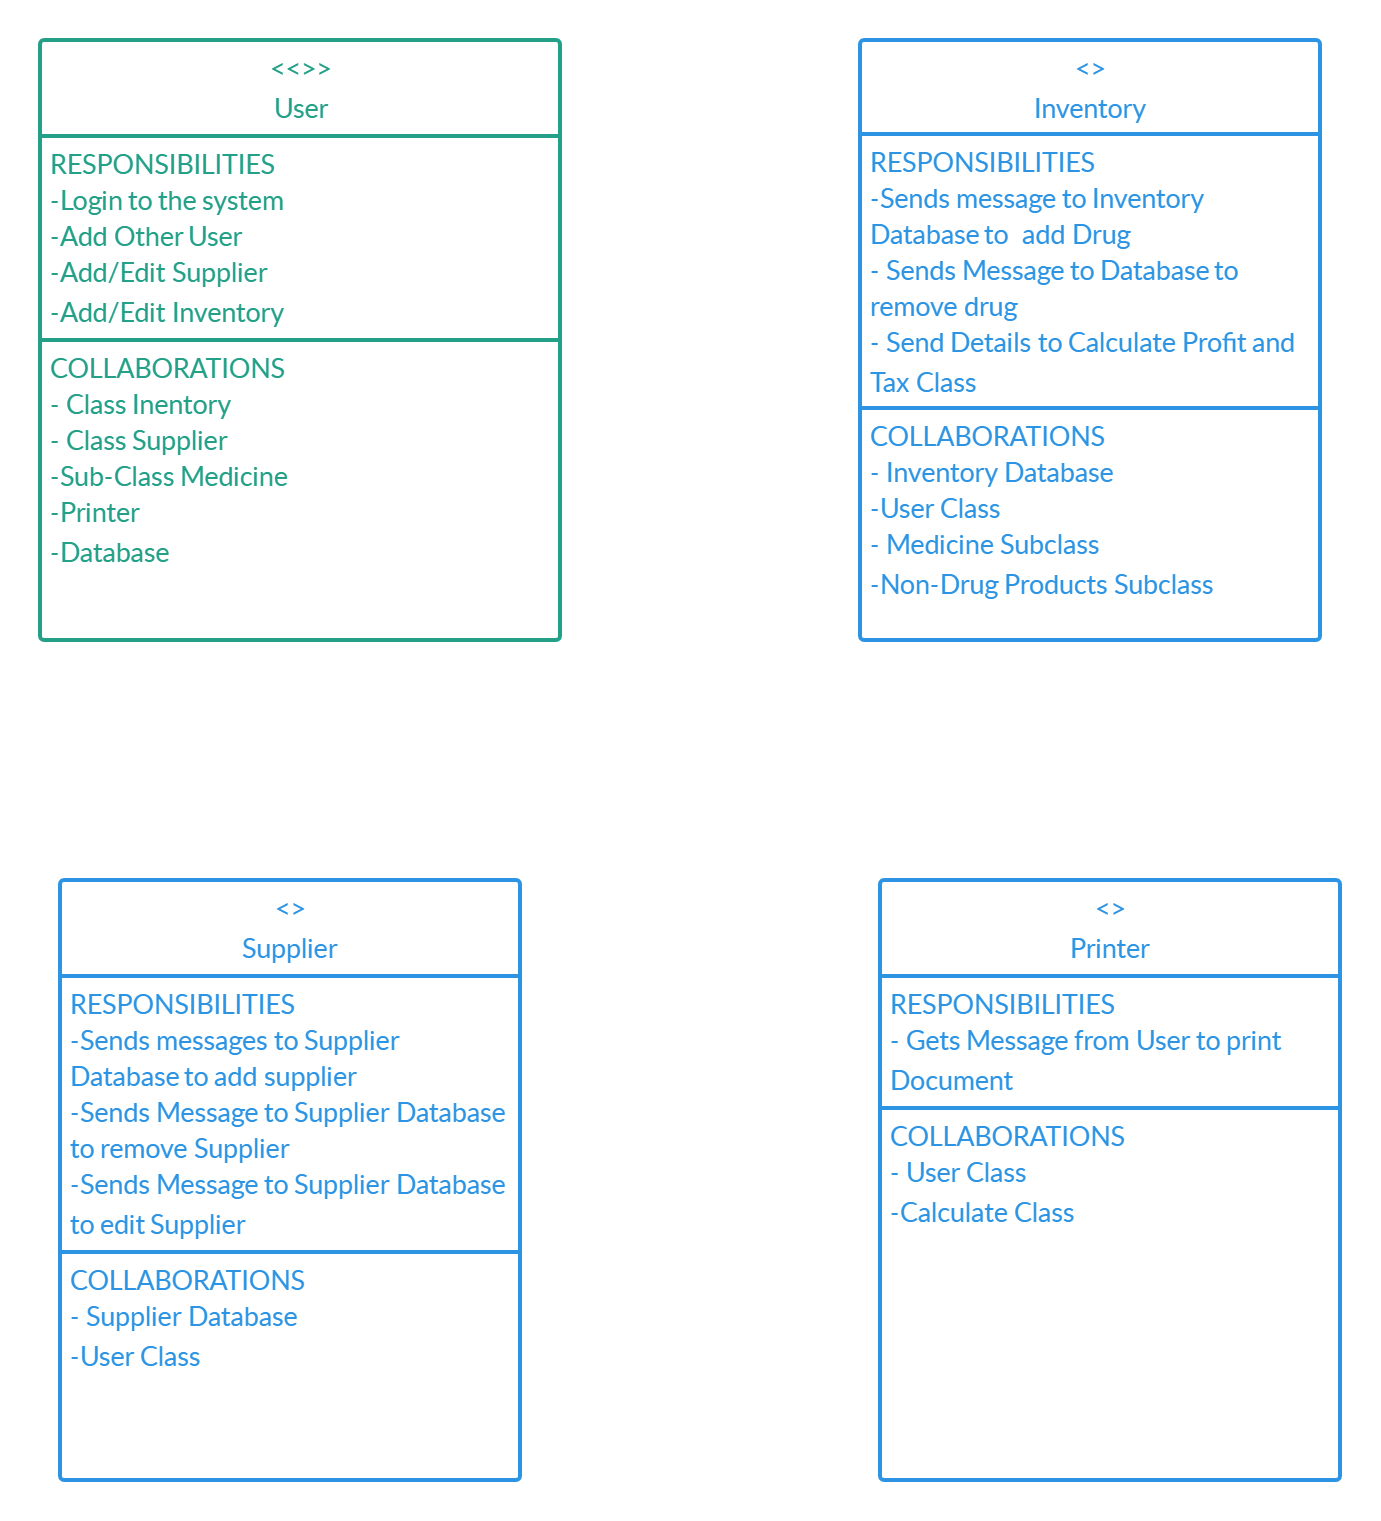 <<>>
User
RESPONSIBILITIES
-Login to the system
-Add Other User
-Add/Edit Supplier
-Add/Edit Inventory
COLLABORATIONS
- Class Inentory
- Class Supplier
-Sub-Class Medicine
-Printer
-Database
<>
Inventory
RESPONSIBILITIES
-Sends message to Inventory
Database to  add Drug
- Sends Message to Database to
remove drug
- Send Details to Calculate Profit and
Tax Class
COLLABORATIONS
- Inventory Database
-User Class
- Medicine Subclass
-Non-Drug Products Subclass
<>
Supplier
RESPONSIBILITIES
-Sends messages to Supplier
Database to add supplier
-Sends Message to Supplier Database
to remove Supplier
-Sends Message to Supplier Database
to edit Supplier
COLLABORATIONS
- Supplier Database
-User Class
<>
Printer
RESPONSIBILITIES
- Gets Message from User to print
Document
COLLABORATIONS
- User Class
-Calculate Class